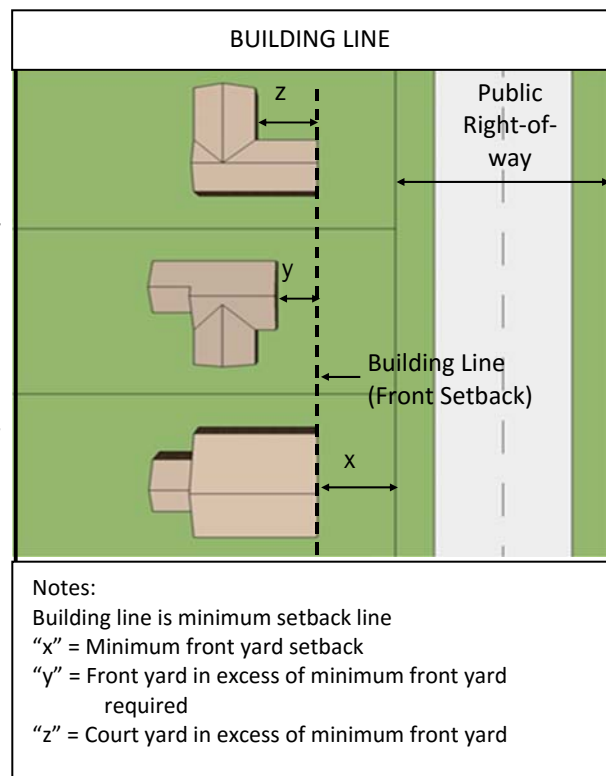 BUILDING LINE
z
Public
Right-of-
way
y
Building Line
(Front Setback)
x
Notes:
Building line is minimum setback line
“x” = Minimum front yard setback
“y” = Front yard in excess of minimum front yard
required
“z” = Court yard in excess of minimum front yard